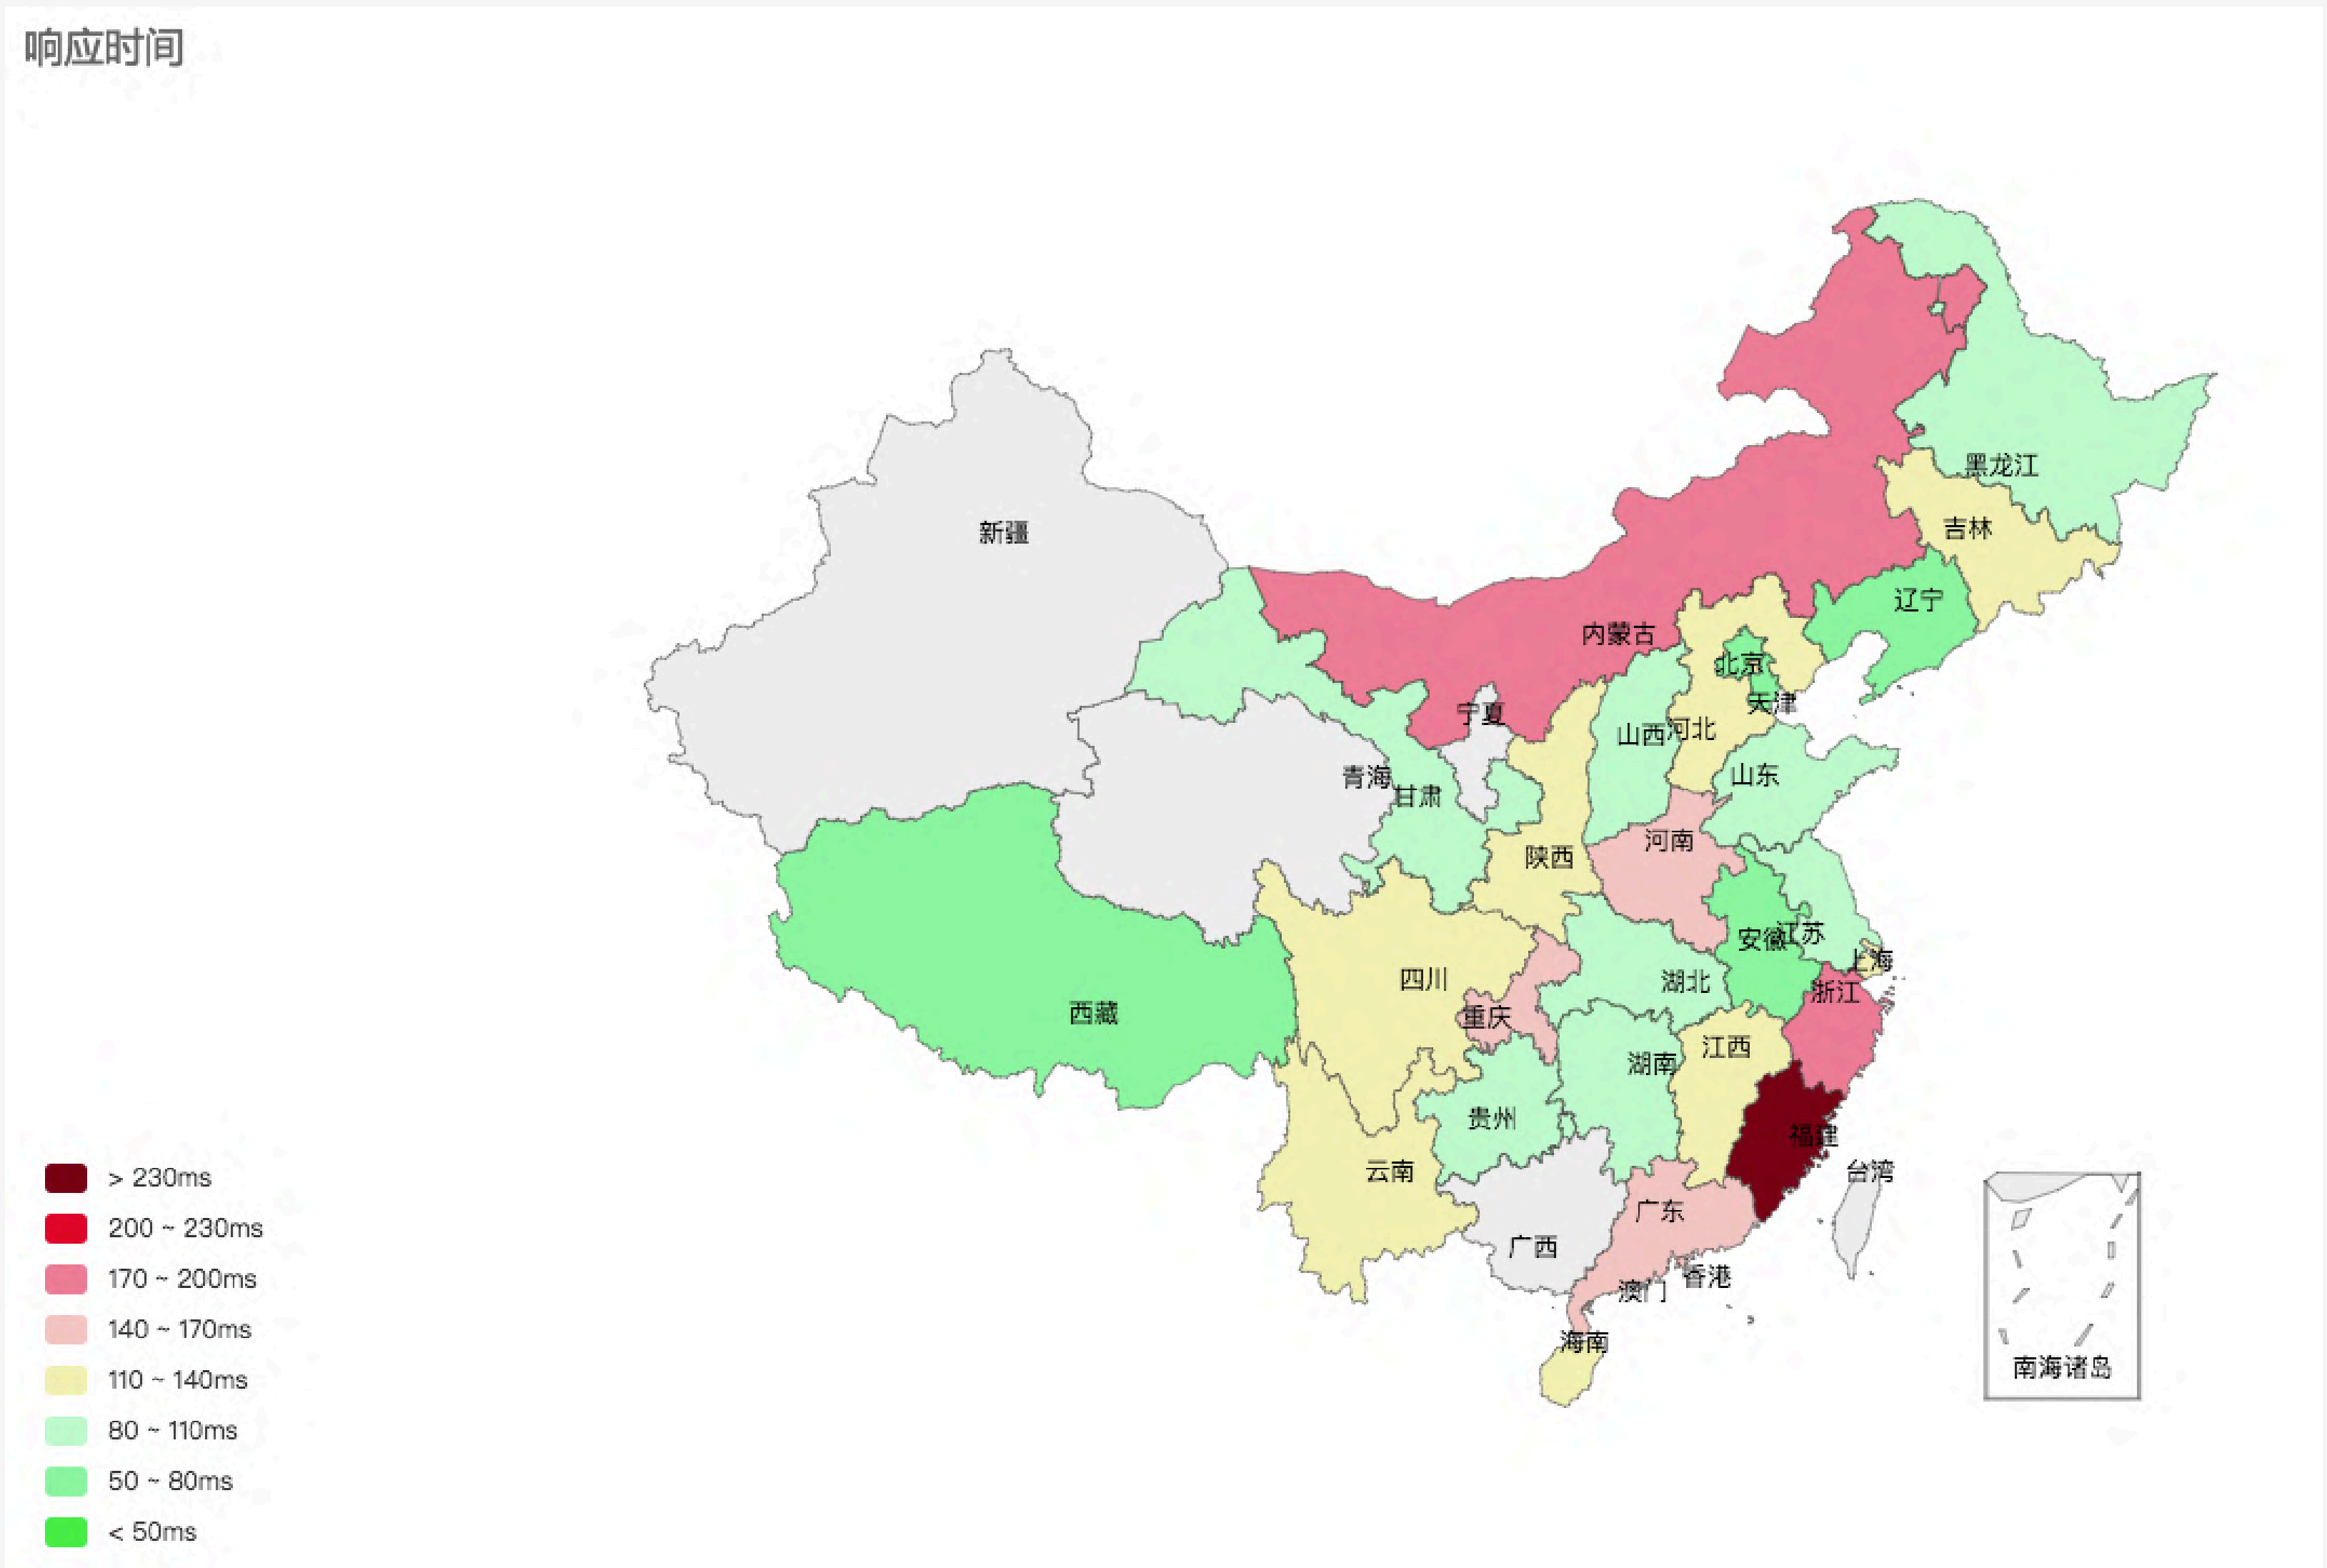 响应时间
黑龙江
吉林
新疆
辽宁
内蒙古
北京
天津
宁夏
山西
河北
青海
甘肃
山东
河南
陕西
安徽
江苏
上海
四川
湖北
浙江
西藏
重庆
江西
湖南
贵州
福建
云南
台湾
广东
广西
香港
澳门
海南
南海诸岛
> 230ms
200 ~ 230ms
170 ~ 200ms
140 ~ 170ms
110 ~ 140ms
80 ~ 110ms
50 ~ 80ms
< 50ms